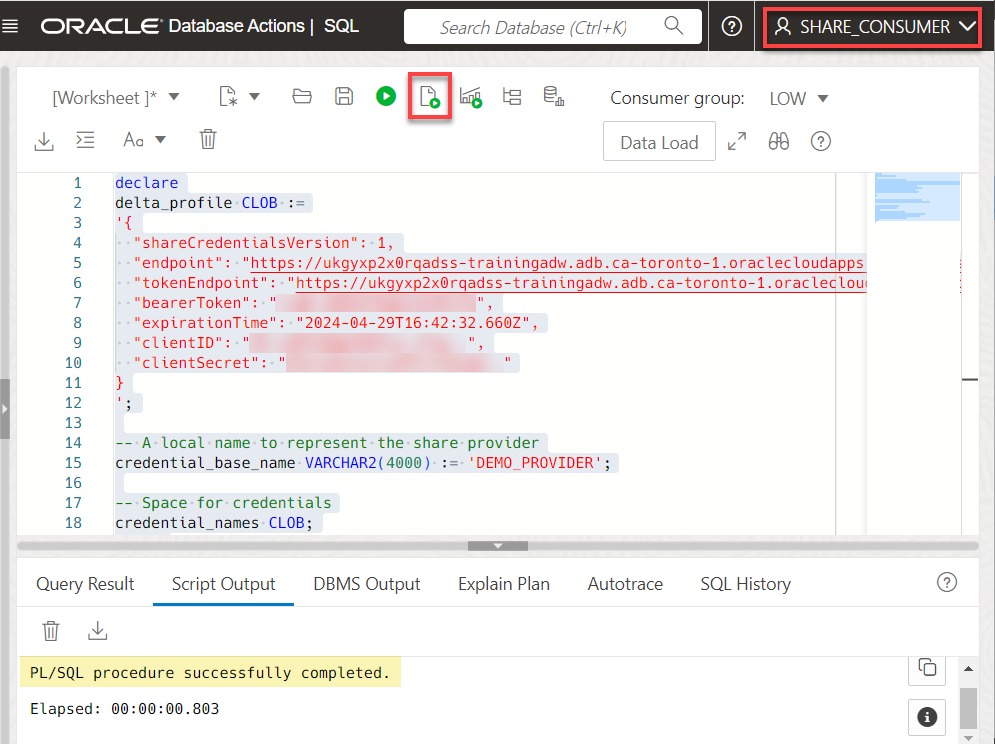 ORACLE Database Actions | SQL
Search Database (Ctrl+K)
SHARE_CONSUMER
[Worksheet ]*
Consumer group: LOW
Aa
Data Load
1 declare
2 delta_profile CLOB :=
3 '{
4 "shareCredentialsVersion": 1,
5 "endpoint": "https://ukgyxp2x0rqadss-trainingadw.adb.ca-toronto-1.oraclecloudapps
6 "tokenEndpoint": "https://ukgyxp2x0rqadss-trainingadw.adb.ca-toronto-1.oracleclou
7 "bearerToken": "",
8 "expirationTime": "2024-04-29T16:42:32.660Z",
9 "clientID": "",
10 "clientSecret": ""
11 }
12 ';
13
14 -- A local name to represent the share provider
15 credential_base_name VARCHAR2(4000) := 'DEMO_PROVIDER';
16
17 -- Space for credentials
18 credential_names CLOB;
Query Result Script Output DBMS Output Explain Plan Autotrace SQL History
PL/SQL procedure successfully completed.
Elapsed: 00:00:00.803